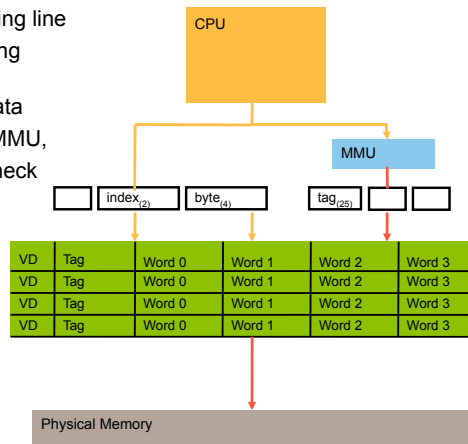 ing line
CPU
ng
ata
MMU,
MMU
neck
index(2) byte(4) tag(25)
VD Tag Word 0 Word 1 Word 2 Word 3
VD Tag Word 0 Word 1 Word 2 Word 3
VD Tag Word 0 Word 1 Word 2 Word 3
VD Tag Word 0 Word 1 Word 2 Word 3
Physical Memory